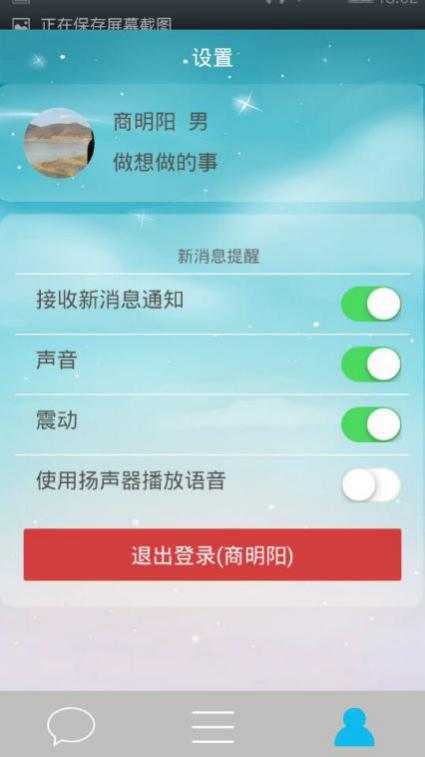 正在保存屏幕截图
设置
商明阳 男
做想做的事
新消息提醒
接收新消息通知
声音
震动
使用扬声器播放语音
退出登录(商明阳)